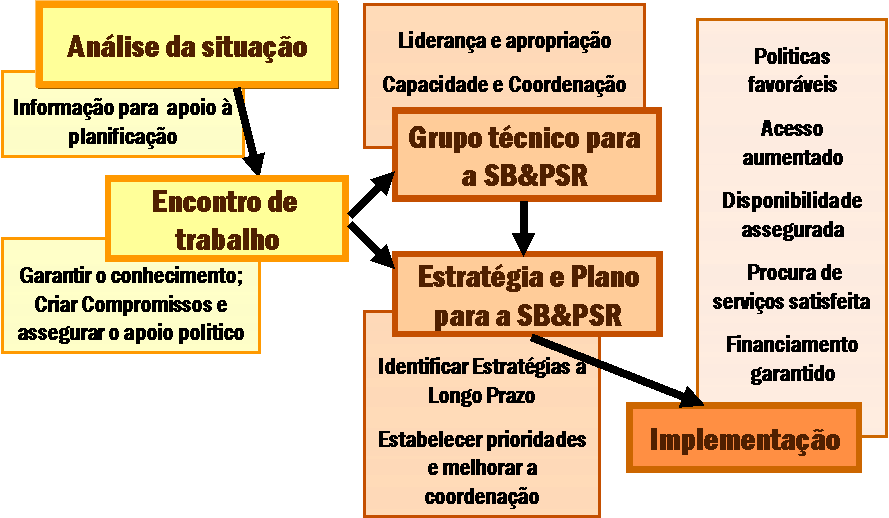 Análise da situação
Informação para apoio à
planificação
Encontro de
trabalho
Garantir o conhecimento;
Criar Compromissos e
assegurar o apoio politico
Liderança e apropriação
Capacidade e Coordenação
Grupo técnico para
a SB&PSR
Estratégia e Plano
para a SB&PSR
Identificar Estratégias a
Longo Prazo
Estabelecer prioridades
e melhorar a
coordenação
Politicas
favoráveis
Acesso
aumentado
Disponibilidade
assegurada
Procura de
serviços satisfeita
Financiamento
garantido
Implementação